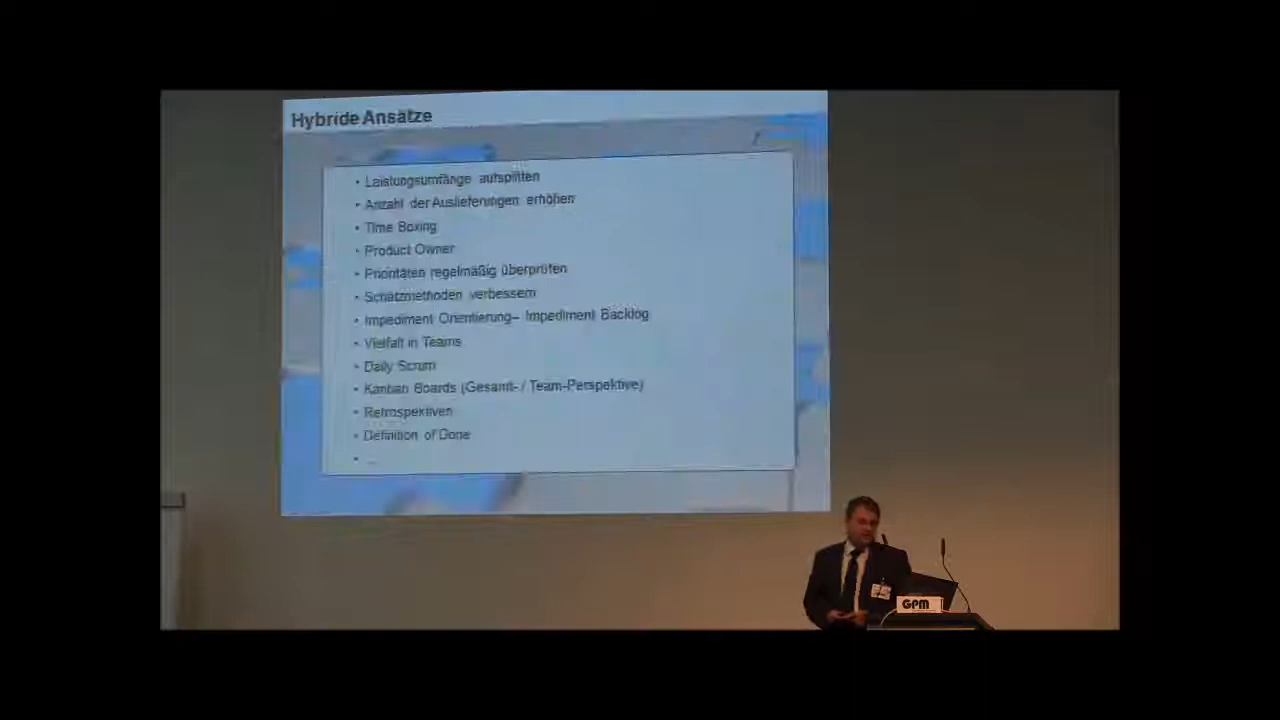 Hybride Ansätze
• Leistungsumfänge aufsplitten
• Anzahl der Auslieferungen erhöhen
• Time Boxing
• Product Owner
• Prioritäten regelmäßig überprüfen
• Schätzmethoden verbessern
• Impediment Orientierung– Impediment Backlog
• Vielfalt in Teams
• Daily Scrum
• Kanban Boards (Gesamt- / Team-Perspektive)
• Retrospektiven
• Definition of Done
• ...
GPM